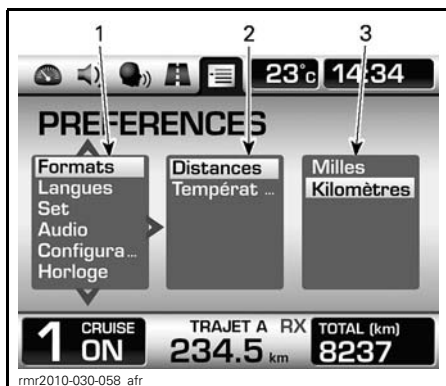 1 2 3
23°c 14:34
PREFERENCES
Formats
Langues
Set
Audio
Configura...
Horloge
Distances
Températ ...
Milles
Kilomètres
1 CRUISE ON
TRAJET A RX
234.5 km
TOTAL (km)
8237
rmr2010-030-058_afr